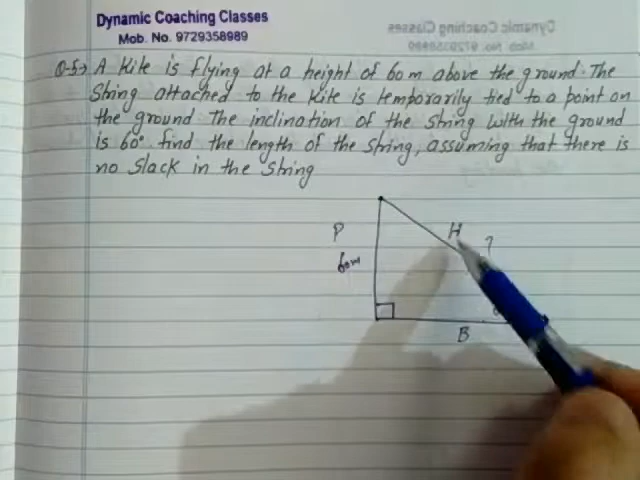 Dynamic Coaching Classes
Mob. No. 9729358989
Q-5→ A kite is flying at a height of 60 m above the ground. The
String attached to the kite is temporarily tied to a point on
the ground The inclination of the string with the ground
is 60°. find the length of the string, assuming that there is
no slack in the string
P
H
?
60m
B